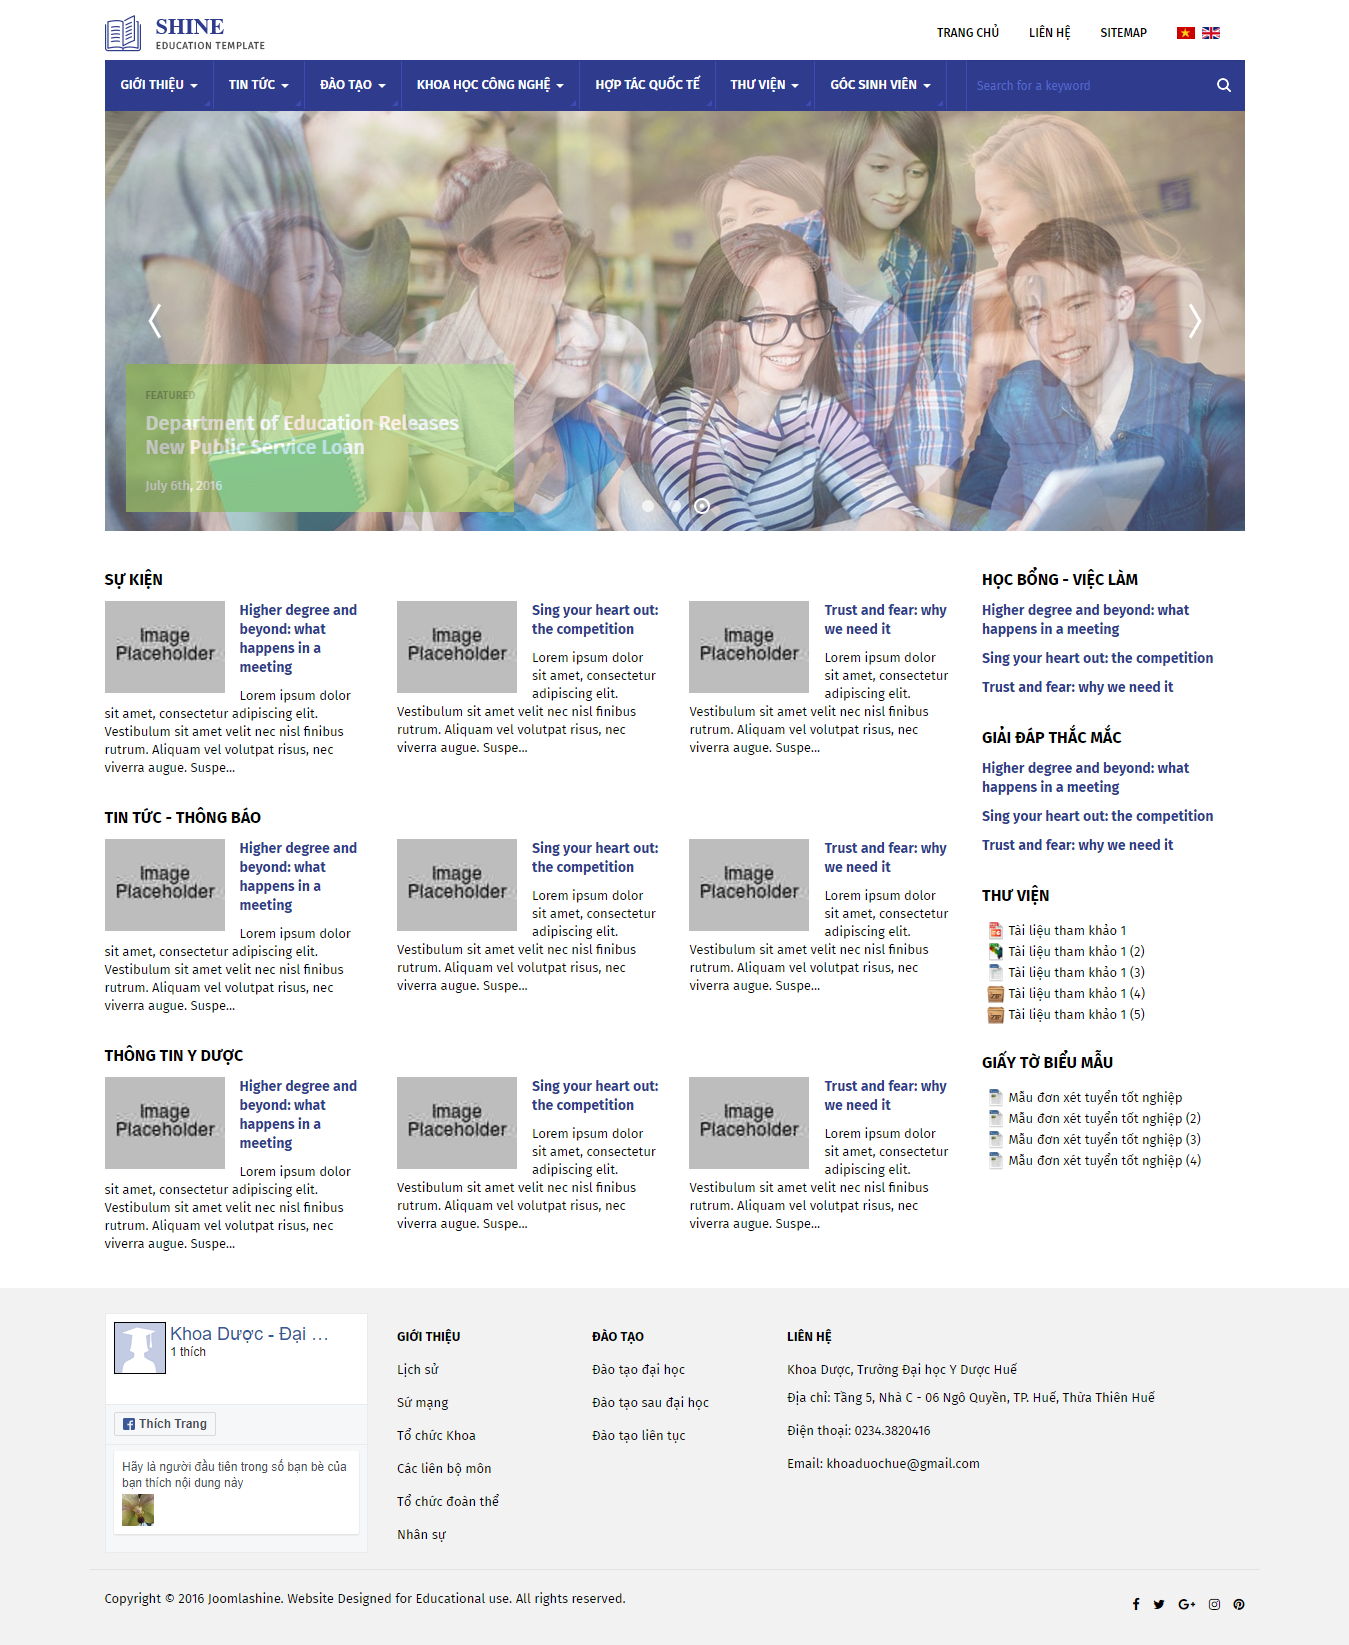 SHINE
EDUCATION TEMPLATE
TRANG CHỦ LIÊN HỆ SITEMAP
GIỚI THIỆU TIN TỨC ĐÀO TẠO KHOA HỌC CÔNG NGHỆ HỢP TÁC QUỐC TẾ THƯ VIỆN GÓC SINH VIÊN Search for a keyword
FEATURED
Department of Education Releases
New Public Service Loan
July 6th, 2016
SỰ KIỆN
Image
Placeholder
Higher degree and
beyond: what
happens in a
meeting
Lorem ipsum dolor
sit amet, consectetur adipiscing elit.
Vestibulum sit amet velit nec nisl finibus
rutrum. Aliquam vel volutpat risus, nec
viverra augue. Suspe...
Image
Placeholder
Sing your heart out:
the competition
Lorem ipsum dolor
sit amet, consectetur
adipiscing elit.
Vestibulum sit amet velit nec nisl finibus
rutrum. Aliquam vel volutpat risus, nec
viverra augue. Suspe...
Image
Placeholder
Trust and fear: why
we need it
Lorem ipsum dolor
sit amet, consectetur
adipiscing elit.
Vestibulum sit amet velit nec nisl finibus
rutrum. Aliquam vel volutpat risus, nec
viverra augue. Suspe...
TIN TỨC - THÔNG BÁO
Image
Placeholder
Higher degree and
beyond: what
happens in a
meeting
Lorem ipsum dolor
sit amet, consectetur adipiscing elit.
Vestibulum sit amet velit nec nisl finibus
rutrum. Aliquam vel volutpat risus, nec
viverra augue. Suspe...
Image
Placeholder
Sing your heart out:
the competition
Lorem ipsum dolor
sit amet, consectetur
adipiscing elit.
Vestibulum sit amet velit nec nisl finibus
rutrum. Aliquam vel volutpat risus, nec
viverra augue. Suspe...
Image
Placeholder
Trust and fear: why
we need it
Lorem ipsum dolor
sit amet, consectetur
adipiscing elit.
Vestibulum sit amet velit nec nisl finibus
rutrum. Aliquam vel volutpat risus, nec
viverra augue. Suspe...
THÔNG TIN Y DƯỢC
Image
Placeholder
Higher degree and
beyond: what
happens in a
meeting
Lorem ipsum dolor
sit amet, consectetur adipiscing elit.
Vestibulum sit amet velit nec nisl finibus
rutrum. Aliquam vel volutpat risus, nec
viverra augue. Suspe...
Image
Placeholder
Sing your heart out:
the competition
Lorem ipsum dolor
sit amet, consectetur
adipiscing elit.
Vestibulum sit amet velit nec nisl finibus
rutrum. Aliquam vel volutpat risus, nec
viverra augue. Suspe...
Image
Placeholder
Trust and fear: why
we need it
Lorem ipsum dolor
sit amet, consectetur
adipiscing elit.
Vestibulum sit amet velit nec nisl finibus
rutrum. Aliquam vel volutpat risus, nec
viverra augue. Suspe...
HỌC BỔNG - VIỆC LÀM
Higher degree and beyond: what
happens in a meeting
Sing your heart out: the competition
Trust and fear: why we need it
GIẢI ĐÁP THẮC MẮC
Higher degree and beyond: what
happens in a meeting
Sing your heart out: the competition
Trust and fear: why we need it
THƯ VIỆN
Tài liệu tham khảo 1
Tài liệu tham khảo 1 (2)
Tài liệu tham khảo 1 (3)
Tài liệu tham khảo 1 (4)
Tài liệu tham khảo 1 (5)
GIẤY TỜ BIỂU MẪU
Mẫu đơn xét tuyển tốt nghiệp
Mẫu đơn xét tuyển tốt nghiệp (2)
Mẫu đơn xét tuyển tốt nghiệp (3)
Mẫu đơn xét tuyển tốt nghiệp (4)
Khoa Dược - Đại ...
1 thích
Thích Trang
Hãy là người đầu tiên trong số bạn bè của
bạn thích nội dung này
GIỚI THIỆU
Lịch sử
Sứ mạng
Tổ chức Khoa
Các liên bộ môn
Tổ chức đoàn thể
Nhân sự
ĐÀO TẠO
Đào tạo đại học
Đào tạo sau đại học
Đào tạo liên tục
LIÊN HỆ
Khoa Dược, Trường Đại học Y Dược Huế
Địa chỉ: Tầng 5, Nhà C - 06 Ngô Quyền, TP. Huế, Thừa Thiên Huế
Điện thoại: 0234.3820416
Email: khoaduochue@gmail.com
Copyright © 2016 Joomlashine. Website Designed for Educational use. All rights reserved.